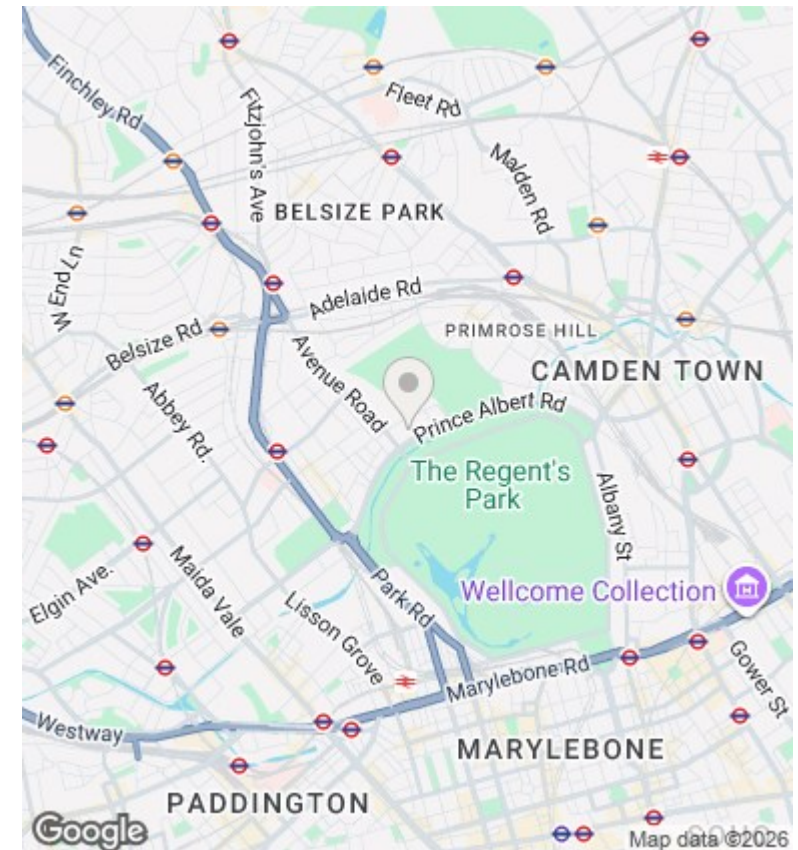 Finchley Rd
Fitzjohn's Ave
Fleet Rd
Malden Rd
BELSIZE PARK
W End Ln
Adelaide Rd
Belsize Rd
PRIMROSE HILL
Avenue Road
CAMDEN TOWN
Abbey Rd.
Prince Albert Rd
The Regent's
Park
Albany St
Maida Vale
Elgin Ave.
Wellcome Collection
Park Rd
Lisson Grove
Marylebone Rd
Gower St
Westway
MARYLEBONE
PADDINGTON
SOHO
Google
Map data ©2026